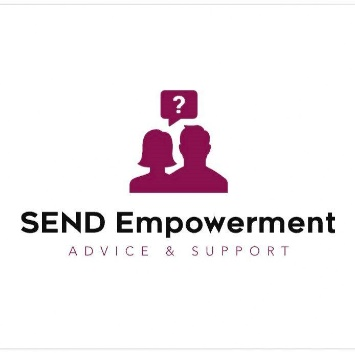 ?
SEND Empowerment
ADVICE & SUPPORT